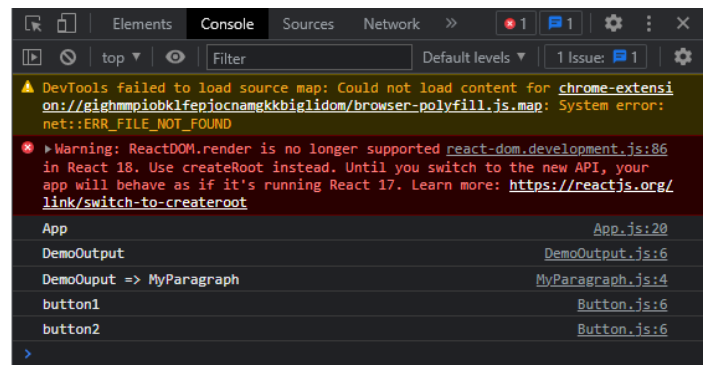 Elements Console Sources Network » 1 1
top ▼ Filter Default levels ▼ 1 Issue: 1
DevTools failed to load source map: Could not load content for chrome-extensi
on://gighmmpiobklfepjocnamgkkbiglidom/browser-polyfill.js.map: System error:
net::ERR_FILE_NOT_FOUND
Warning: ReactDOM.render is no longer supported react-dom.development.js:86
in React 18. Use createRoot instead. Until you switch to the new API, your
app will behave as if it's running React 17. Learn more: https://reactjs.org/
link/switch-to-createroot
App App.js:20
DemoOutput DemoOutput.js:6
DemoOuput => MyParagraph MyParagraph.js:4
button1 Button.js:6
button2 Button.js:6
>